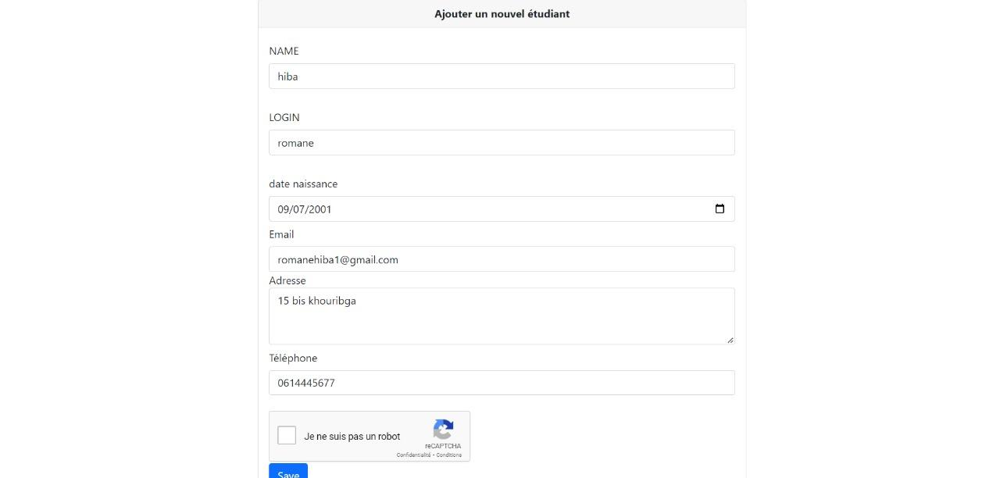 Ajouter un nouvel étudiant
NAME
hiba
LOGIN
romane
date naissance
09/07/2001
Email
romanehiba1@gmail.com
Adresse
15 bis khouribga
Téléphone
0614445677
Je ne suis pas un robot
reCAPTCHA
Confidentialité - Conditions
Save